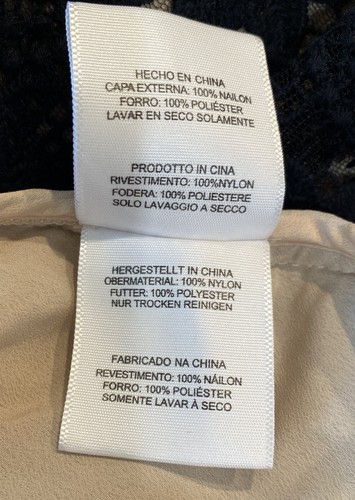 HECHO EN CHINA
CAPA EXTERNA: 100% NAILON
FORRO: 100% POLIÉSTER
LAVAR EN SECO SOLAMENTE
PRODOTTO IN CINA
RIVESTIMENTO: 100%NYLON
FODERA: 100% POLIESTERE
SOLO LAVAGGIO A SECCO
HERGESTELLT IN CHINA
OBERMATERIAL: 100% NYLON
FUTTER: 100% POLYESTER
NUR TROCKEN REINIGEN
FABRICADO NA CHINA
REVESTIMENTO: 100% NÁILON
FORRO: 100% POLIÉSTER
SOMENTE LAVAR À SECO